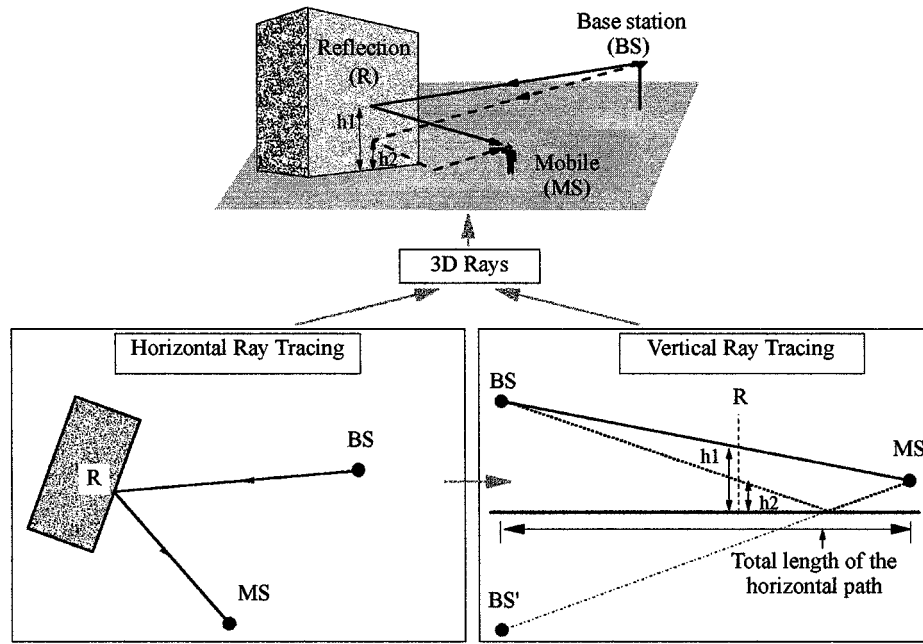 Base station
(BS)
Reflection
(R)
h1
h2
Mobile
(MS)
3D Rays
Horizontal Ray Tracing
BS
R
MS
Vertical Ray Tracing
BS
R
MS
h1
h2
Total length of the
horizontal path
BS'